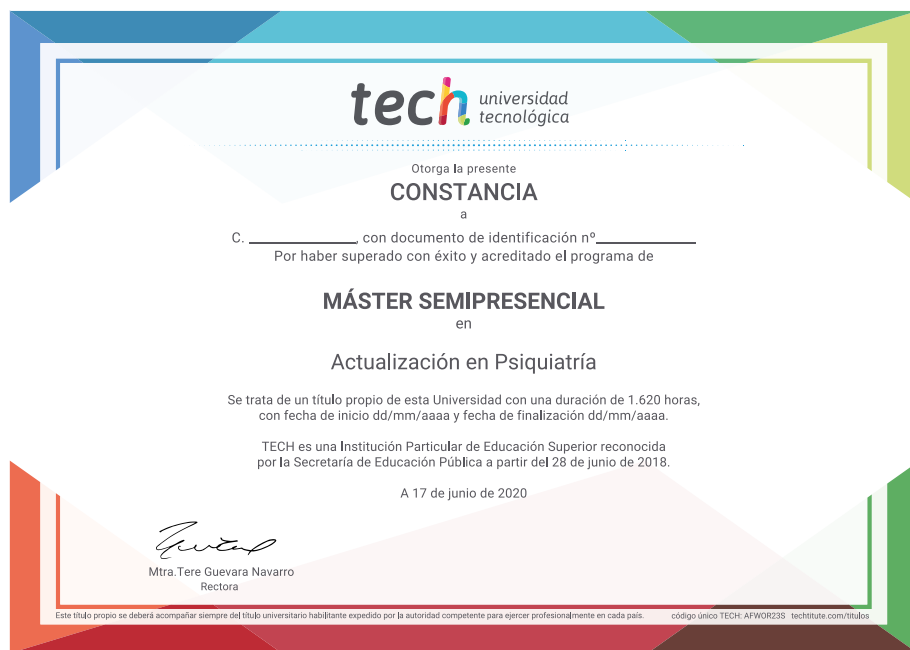 tech universidad
tecnológica
Otorga la presente
CONSTANCIA
a
C. ____________, con documento de identificación nº___________
Por haber superado con éxito y acreditado el programa de
MÁSTER SEMIPRESENCIAL
en
Actualización en Psiquiatría
Se trata de un título propio de esta Universidad con una duración de 1.620 horas,
con fecha de inicio dd/mm/aaaa y fecha de finalización dd/mm/aaaa.
TECH es una Institución Particular de Educación Superior reconocida
por la Secretaría de Educación Pública a partir del 28 de junio de 2018.
A 17 de junio de 2020
Mtra.Tere Guevara Navarro
Rectora
Este título propio se deberá acompañar siempre del título universitario habilitante expedido por la autoridad competente para ejercer profesionalmente en cada país. código único TECH: AFWOR23S techtitute.com/titulos